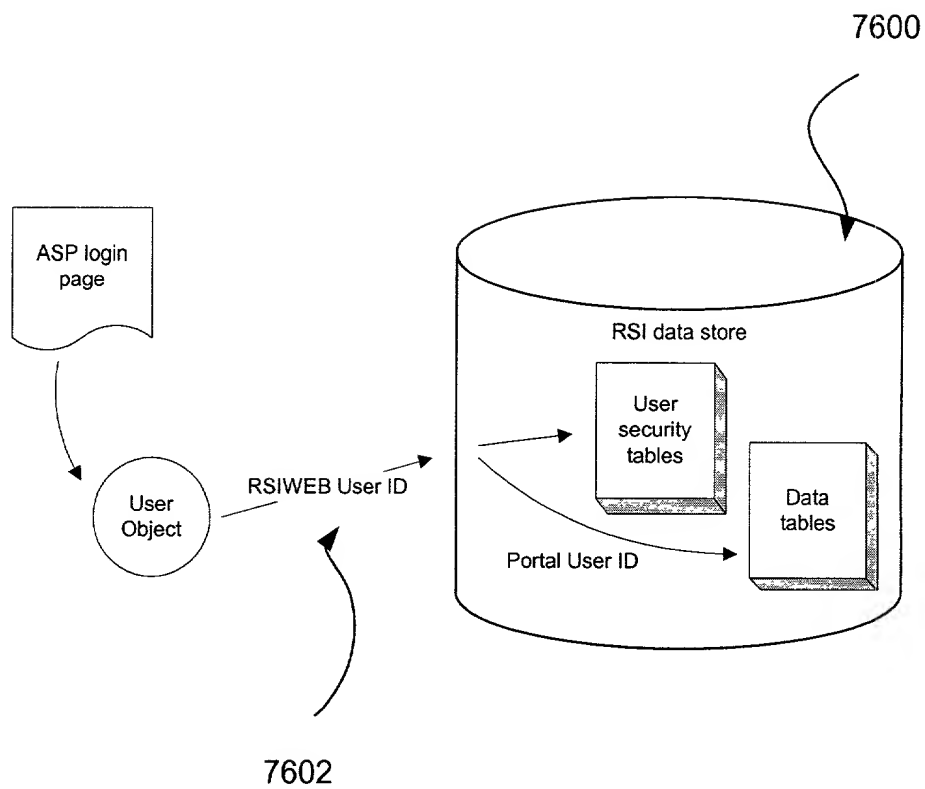 7600
ASP login
page
RSI data store
User
security
tables
RSIWEB User ID
User
Object
Data
tables
Portal User ID
7602